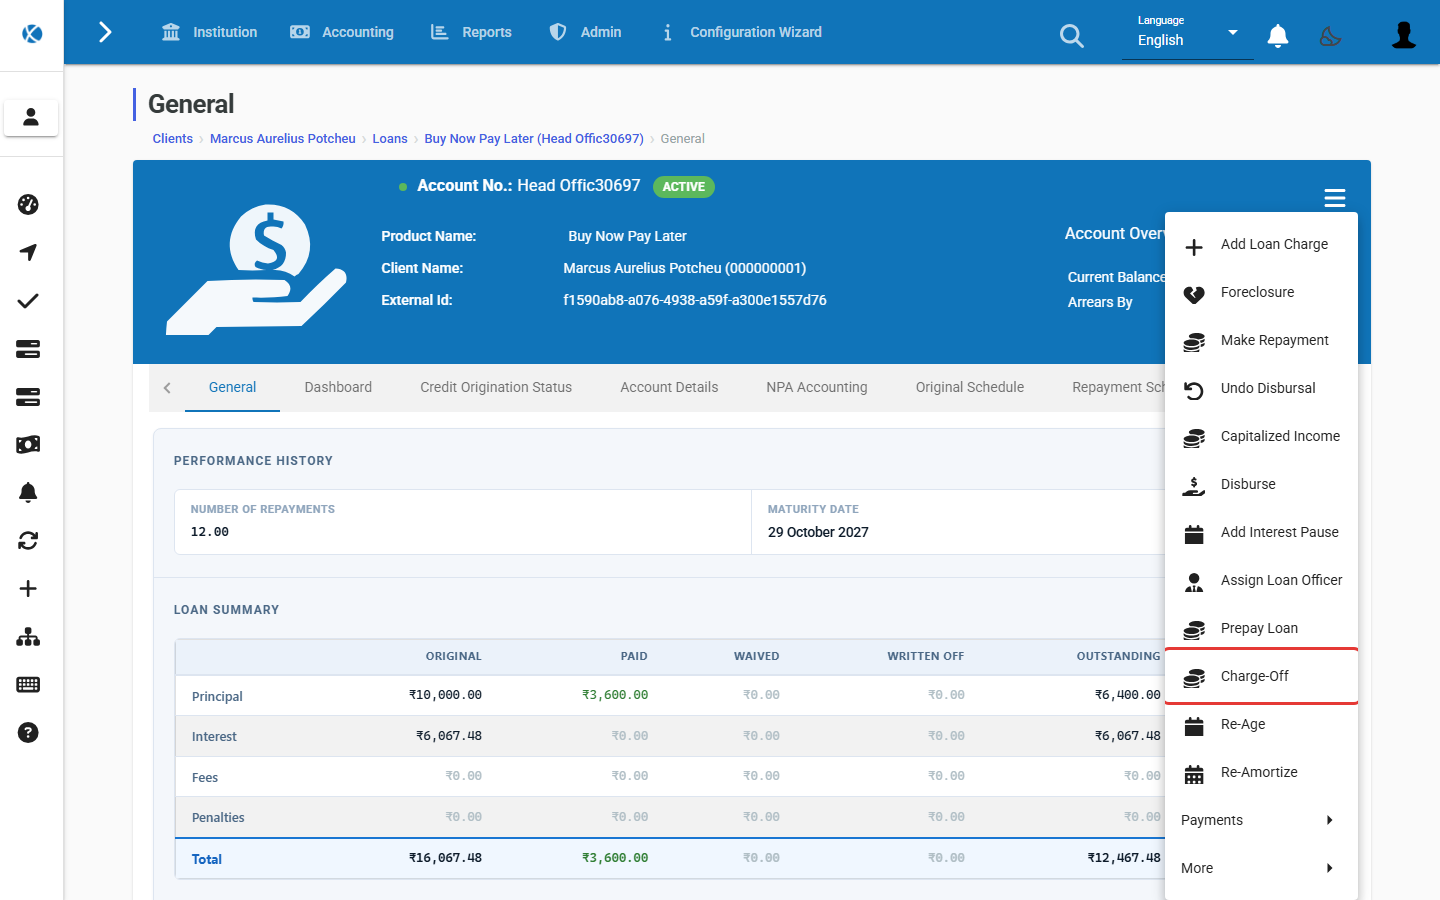 Institution
Accounting
Reports
Admin
Configuration Wizard
Language
English
General
Clients › Marcus Aurelius Potcheu › Loans › Buy Now Pay Later (Head Offic30697) › General
Account No.: Head Offic30697 ACTIVE
Product Name: Buy Now Pay Later
Client Name: Marcus Aurelius Potcheu (000000001)
External Id: f1590ab8-a076-4938-a59f-a300e1557d76
Account Over
Current Balance
Arrears By
Add Loan Charge
Foreclosure
Make Repayment
Undo Disbursal
Capitalized Income
Disburse
Add Interest Pause
Assign Loan Officer
Prepay Loan
Charge-Off
Re-Age
Re-Amortize
Payments
More
General
Dashboard
Credit Origination Status
Account Details
NPA Accounting
Original Schedule
Repayment Sch
PERFORMANCE HISTORY
NUMBER OF REPAYMENTS
12.00
MATURITY DATE
29 October 2027
LOAN SUMMARY
ORIGINAL PAID WAIVED WRITTEN OFF OUTSTANDING
Principal ₹10,000.00 ₹3,600.00 ₹0.00 ₹0.00 ₹6,400.00
Interest ₹6,067.48 ₹0.00 ₹0.00 ₹0.00 ₹6,067.48
Fees ₹0.00 ₹0.00 ₹0.00 ₹0.00 ₹0.00
Penalties ₹0.00 ₹0.00 ₹0.00 ₹0.00 ₹0.00
Total ₹16,067.48 ₹3,600.00 ₹0.00 ₹0.00 ₹12,467.48